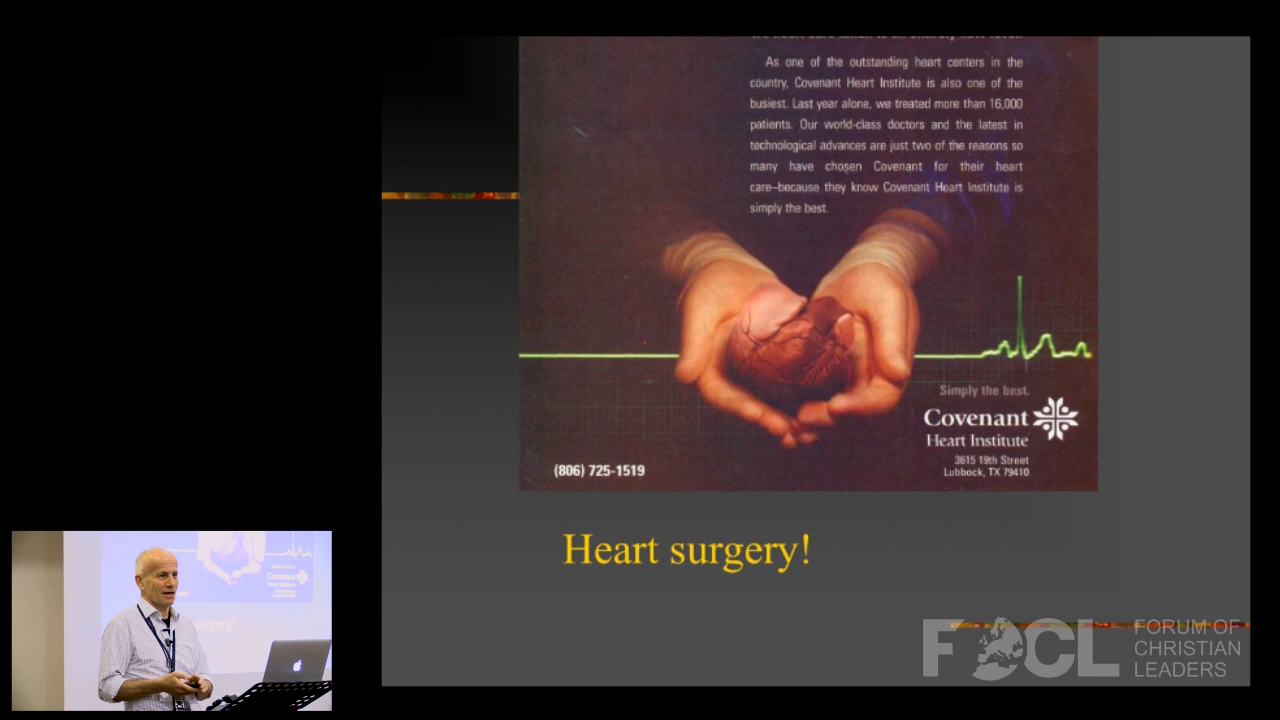 As one of the outstanding heart centers in the
country, Covenant Heart Institute is also one of the
busiest. Last year alone, we treated more than 16,000
patients. Our world-class doctors and the latest in
technological advances are just two of the reasons so
many have chosen Covenant for their heart
care–because they know Covenant Heart Institute is
simply the best.
Simply the best.
Covenant
Heart Institute
3615 19th Street
Lubbock, TX 79410
(806) 725-1519
Heart surgery!
FOCL
FORUM OF
CHRISTIAN
LEADERS
Covenant
surgery!